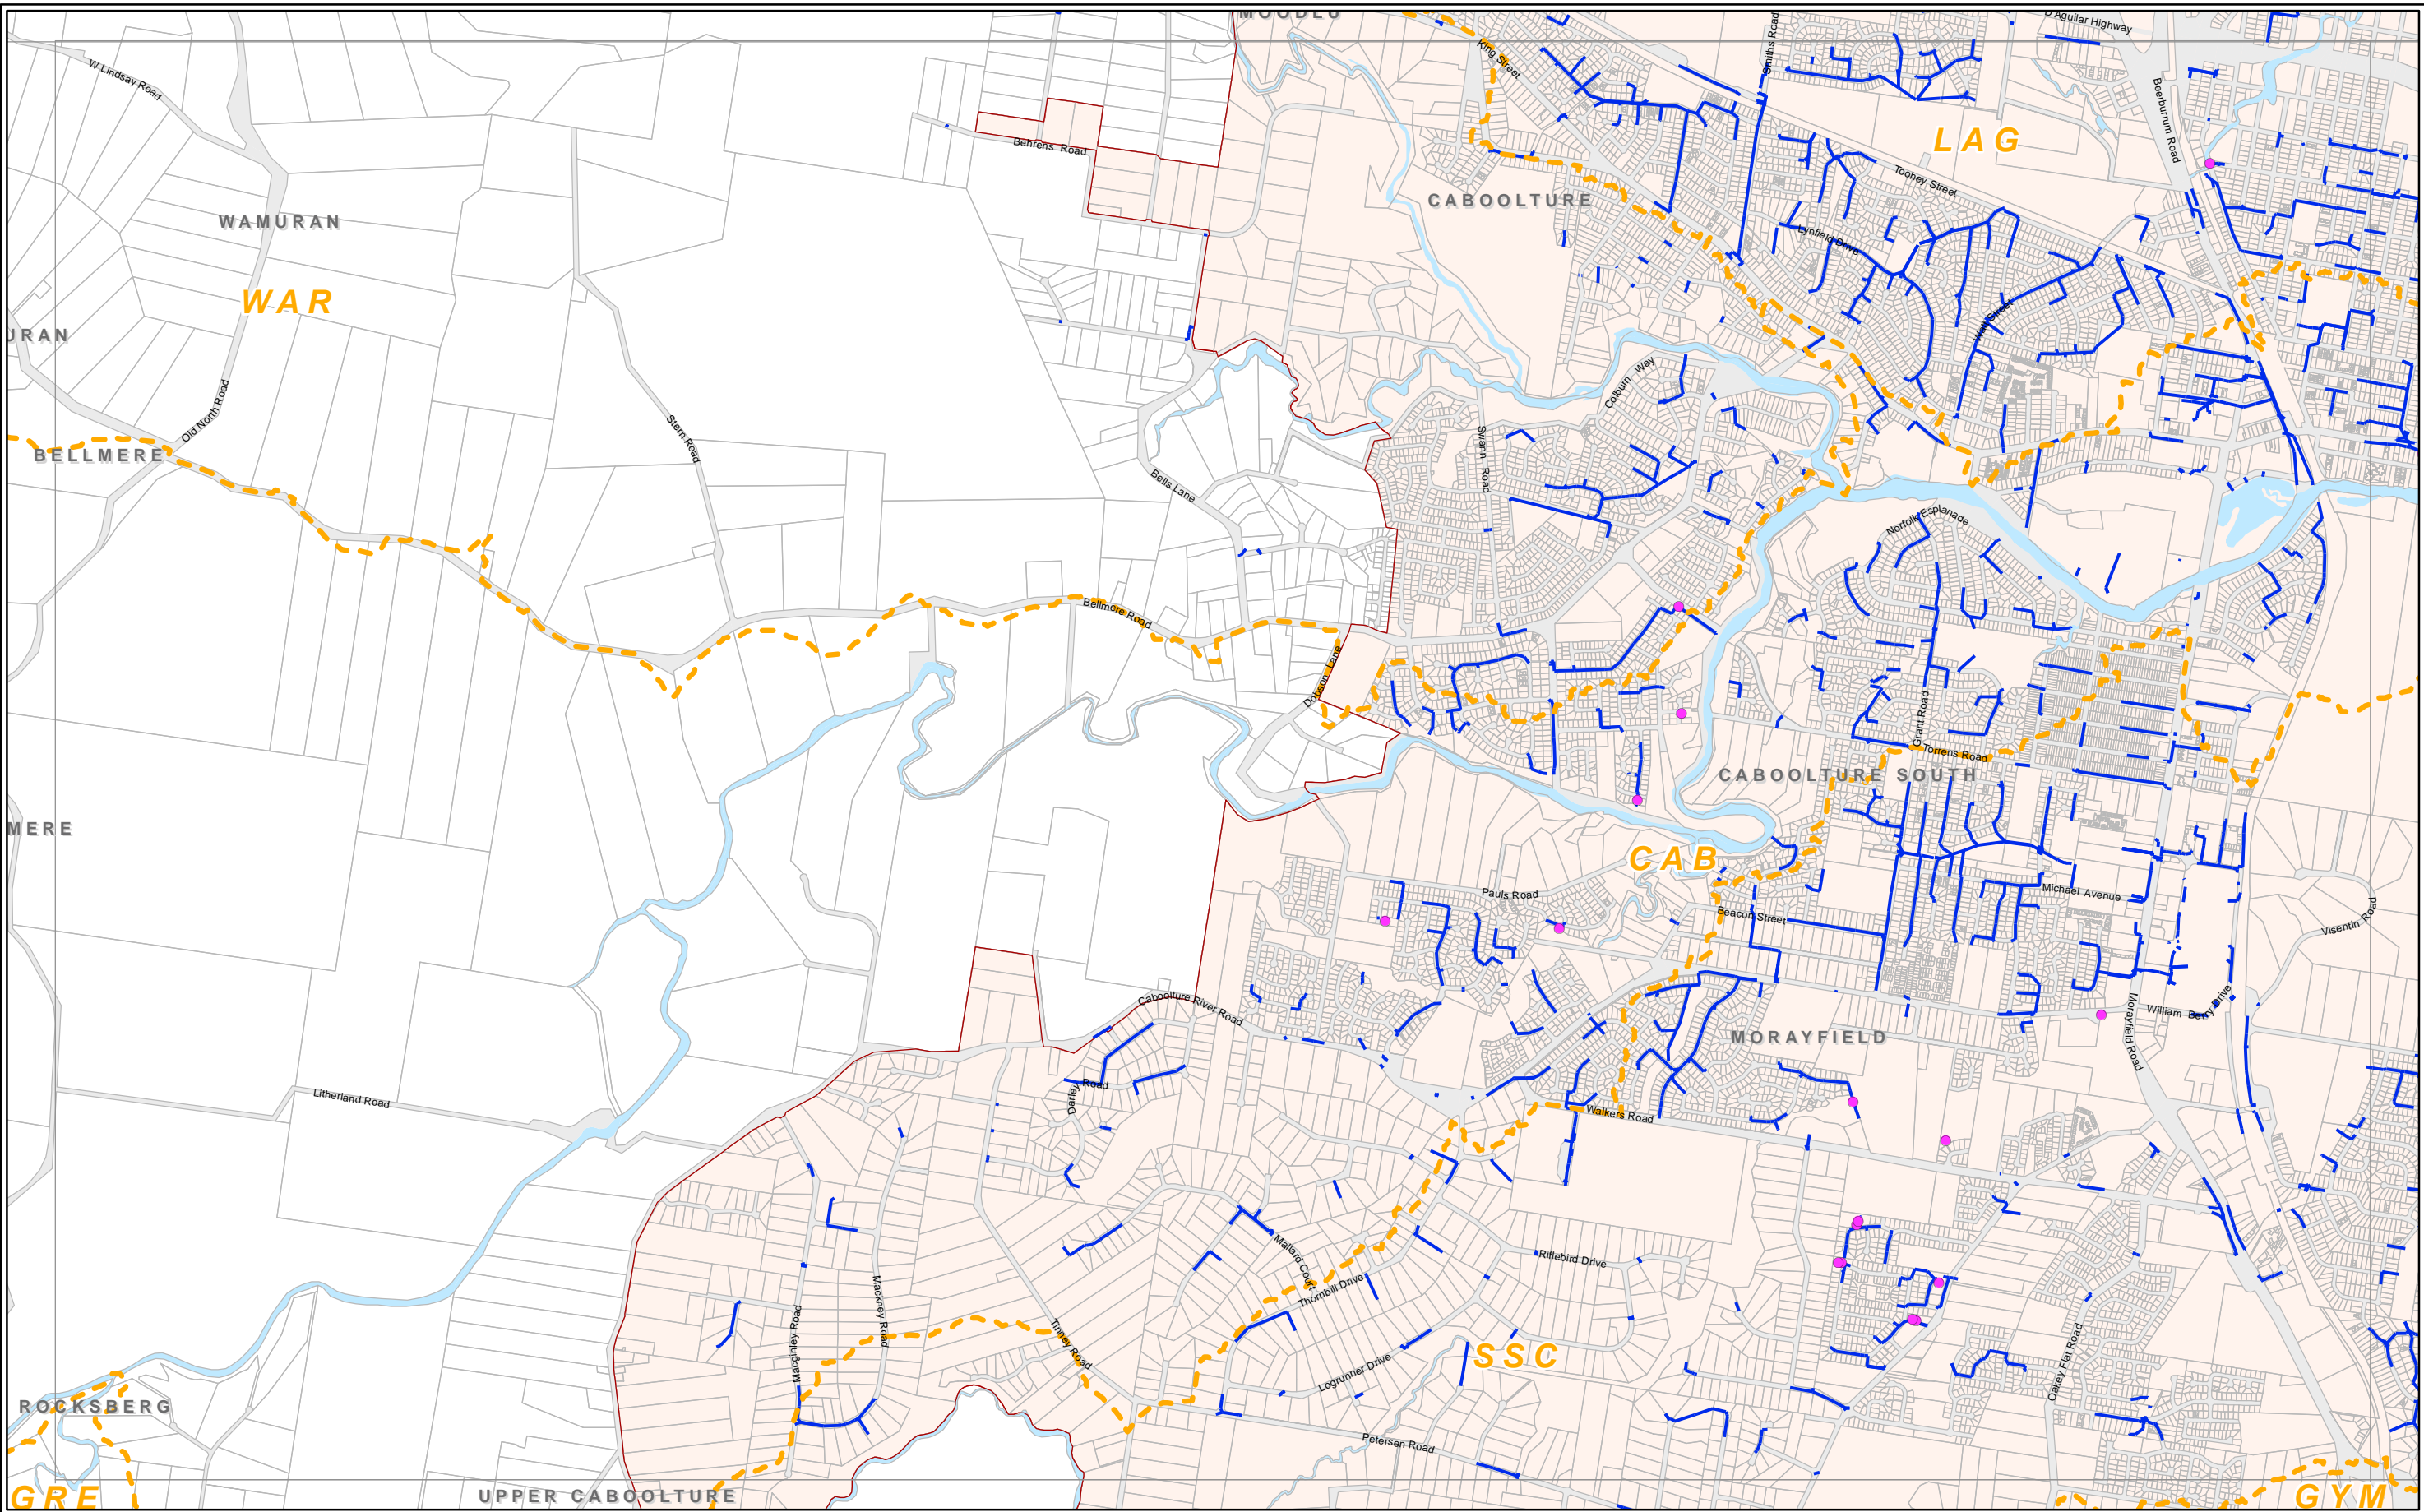 MOODLU
D'Aguilar Highway
King Street
Smiths Road
W Lindsay Road
Beerburrum Road
LAG
Behrens Road
Toohey Street
CABOOLTURE
WAMURAN
Lynfield Drive
WAR
URAN
Wall Street
Colburn Way
Old North Road
Stern Road
Swann Road
BELLMERE
Bells Lane
Norfolk Esplanade
Bellmere Road
Dobson Lane
Grant Road
Torrens Road
CABOOLTURE SOUTH
MERE
CAB
Pauls Road
Michael Avenue
Beacon Street
Visentin Road
Caboolture River Road
William Berry Drive
Morayfield Road
MORAYFIELD
Darley Road
Litherland Road
Walkers Road
Mallard Court
Riflebird Drive
Thornbill Drive
Mackney Road
Macginley Road
Tinney Road
SSC
Oakey Flat Road
Logrunner Drive
ROCKSBERG
Petersen Road
GRE
UPPER CABOOLTURE
GYM